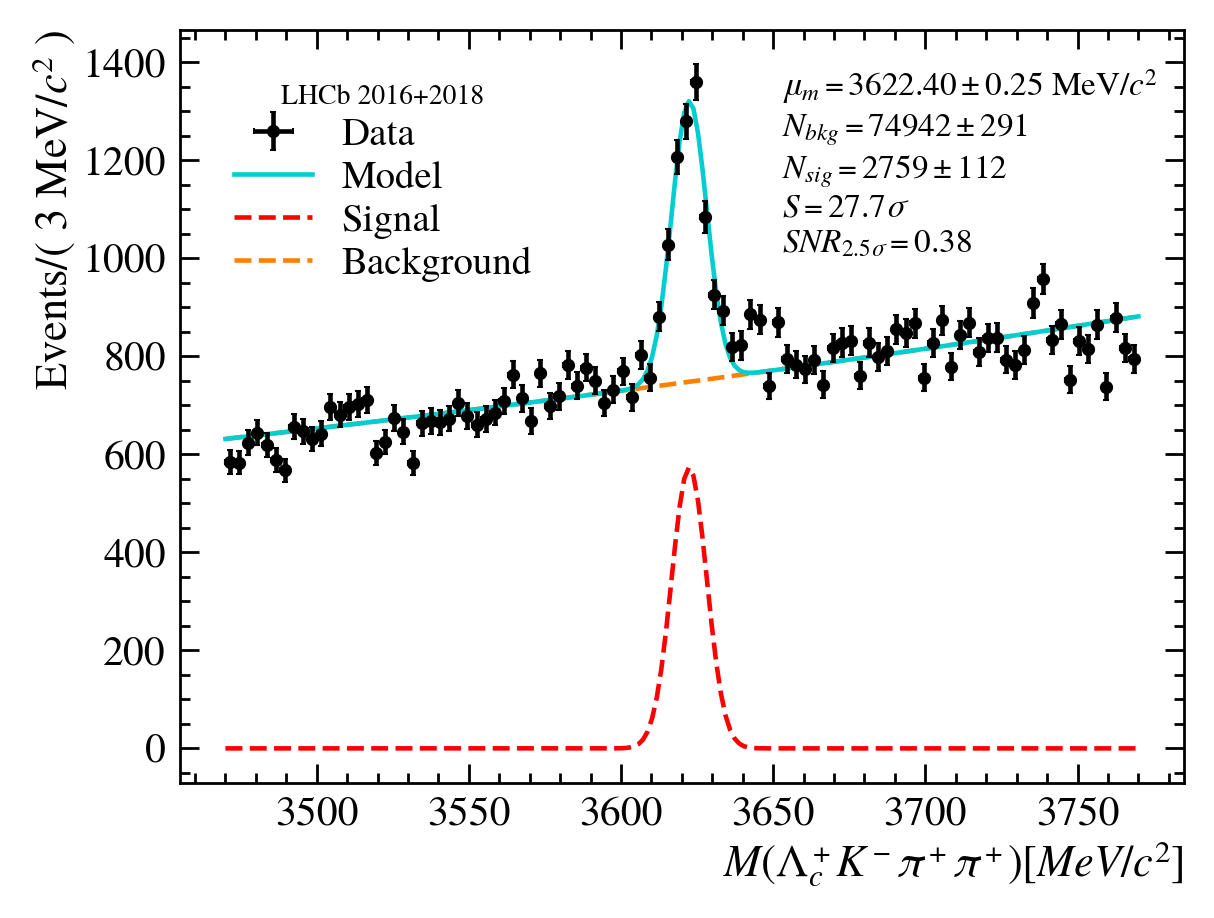 Events/( 3 MeV/c² )
1400
1200
1000
800
600
400
200
0
LHCb 2016+2018
Data
Model
Signal
Background
μₘ = 3622.40 ± 0.25 MeV/c²
N_bkg = 74942 ± 291
N_sig = 2759 ± 112
S = 27.7 σ
SNR_2.5σ = 0.38
3500 3550 3600 3650 3700 3750
M(Λ_c⁺ K⁻ π⁺ π⁺)[MeV/c²]